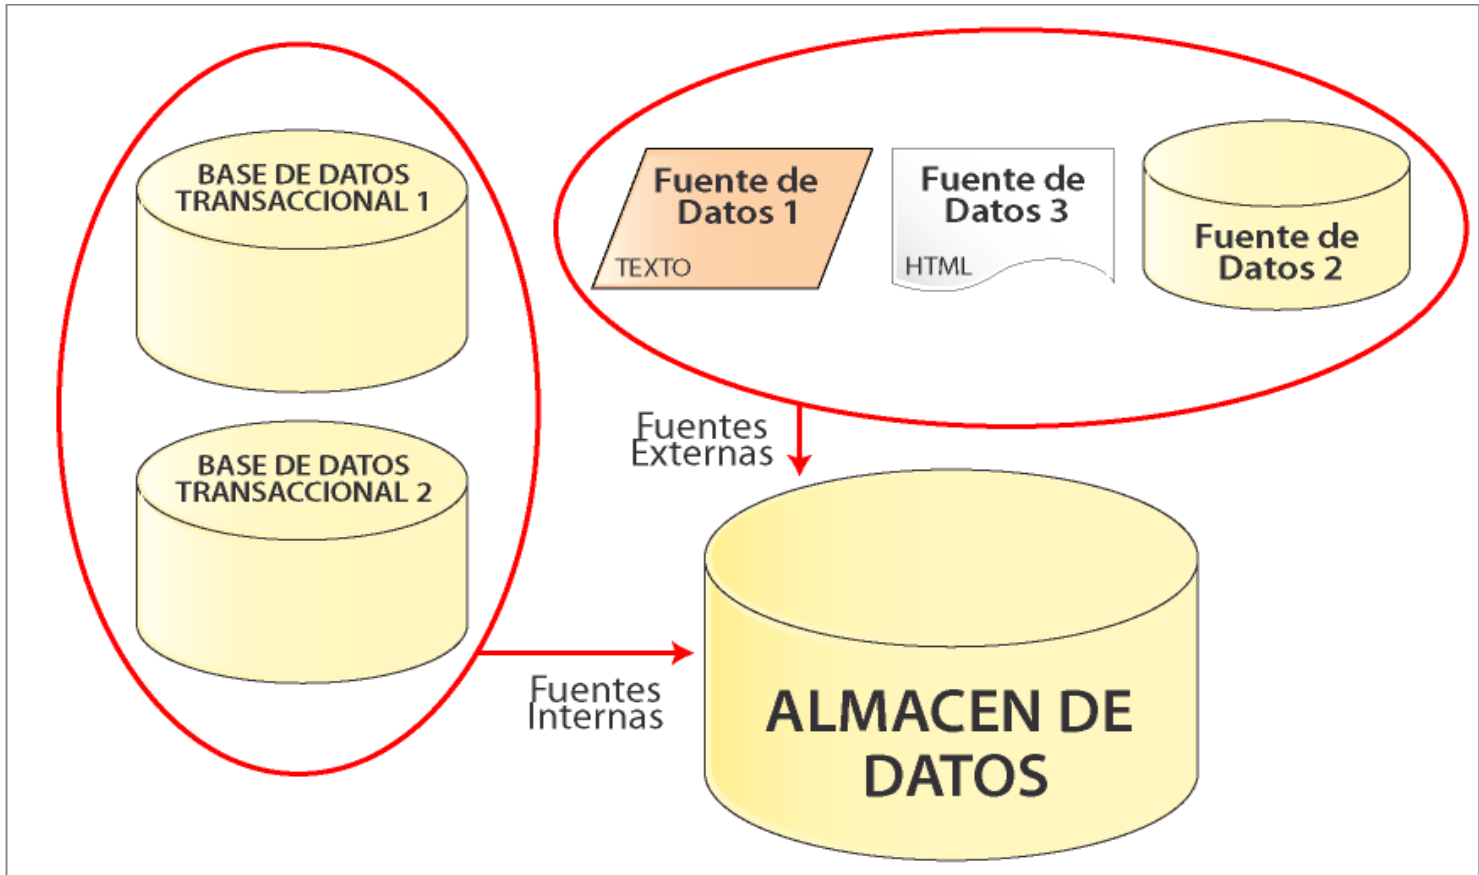 BASE DE DATOS
TRANSACCIONAL 1
BASE DE DATOS
TRANSACCIONAL 2
Fuente de
Datos 1
TEXTO
Fuente de
Datos 3
HTML
Fuente de
Datos 2
Fuentes
Externas
Fuentes
Internas
ALMACEN DE
DATOS